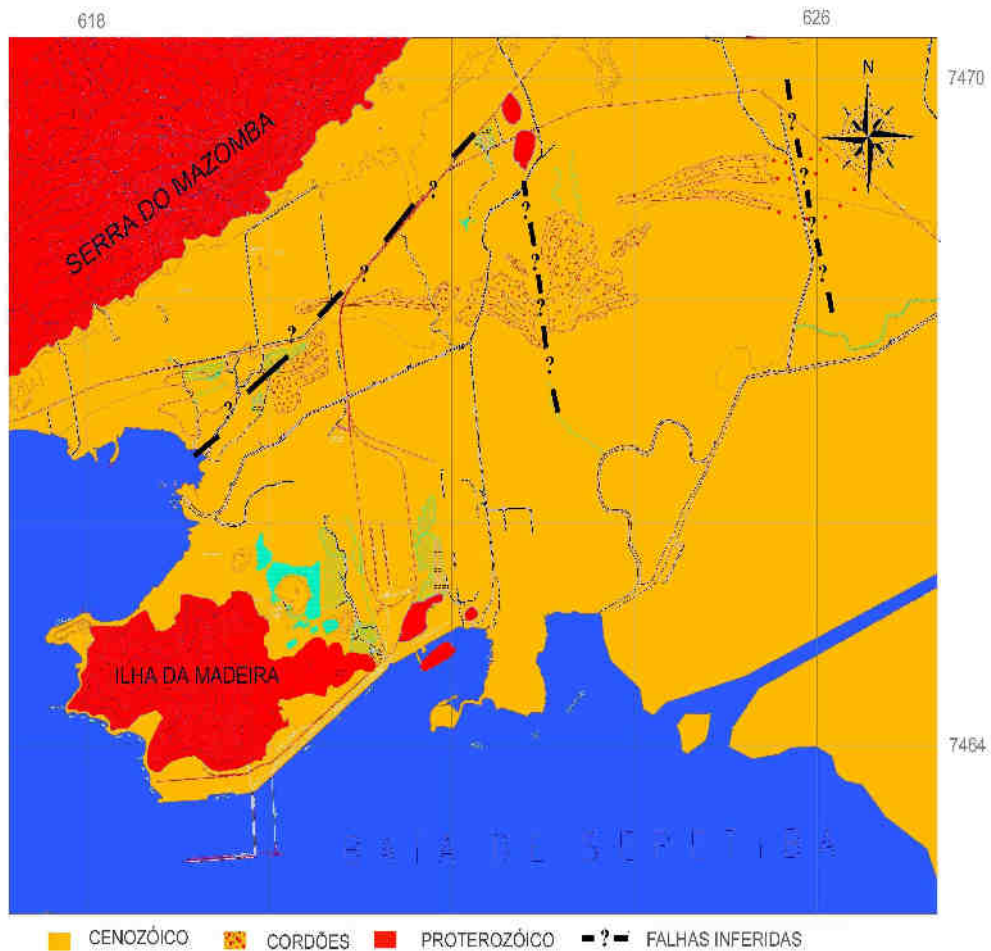 618
626
7470
N
SERRA DO MAZOMBA
? ? ? ?
? ? ? ?
? ? ? ?
ILHA DA MADEIRA
7464
CENOZÓICO
CORDÕES
PROTEROZÓICO
? FALHAS INFERIDAS